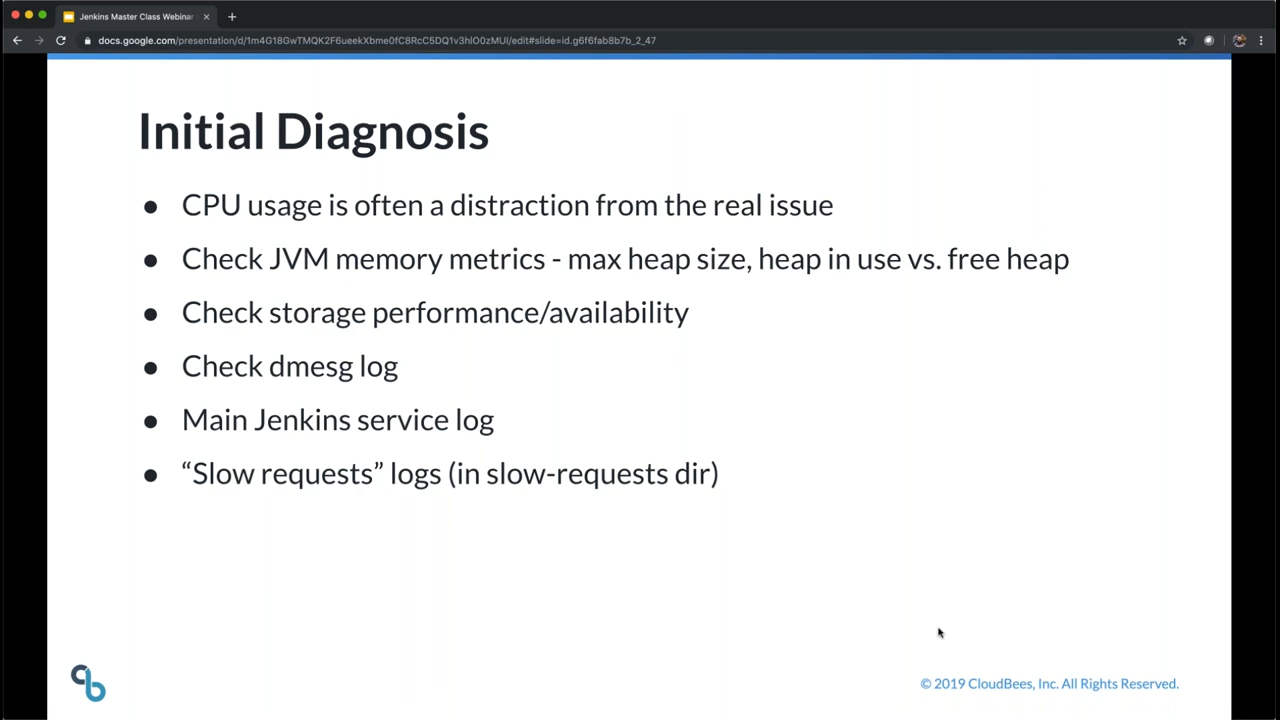 Jenkins Master Class Webinar
docs.google.com/presentation/d/1m4G18GwTMQK2F6ueekXbme0fC8RcC5DQ1v3hlO0zMUI/edit#slide=id.g6f6fab8b7b_2_47
Initial Diagnosis
● CPU usage is often a distraction from the real issue
● Check JVM memory metrics - max heap size, heap in use vs. free heap
● Check storage performance/availability
● Check dmesg log
● Main Jenkins service log
● “Slow requests” logs (in slow-requests dir)
© 2019 CloudBees, Inc. All Rights Reserved.